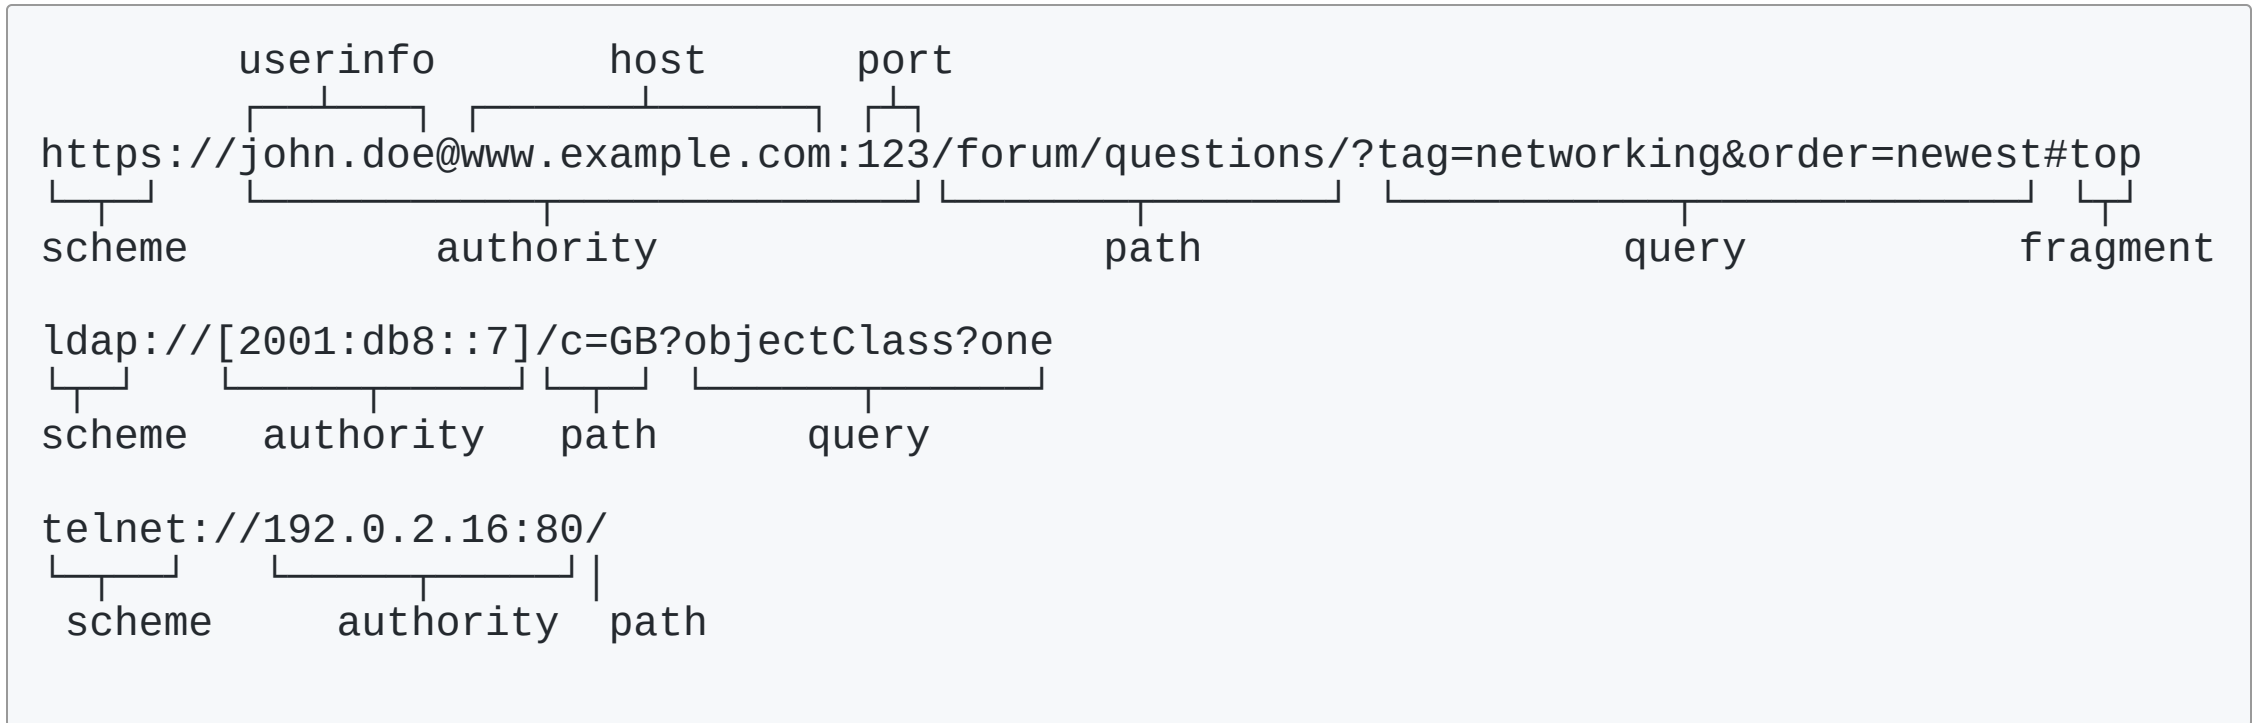 userinfo host port
https://john.doe@www.example.com:123/forum/questions/?tag=networking&order=newest#top
scheme authority path query fragment
ldap://[2001:db8::7]/c=GB?objectClass?one
scheme authority path query
telnet://192.0.2.16:80/
scheme authority path